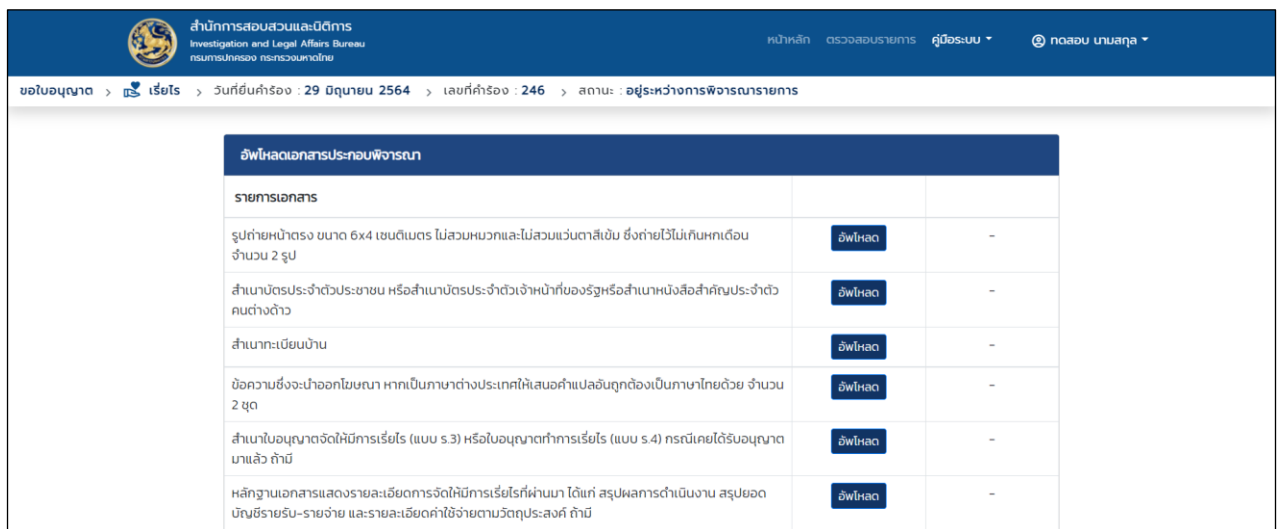 สำนักการสอบสวนและนิติการ
Investigation and Legal Affairs Bureau
กรมการปกครอง กระทรวงมหาดไทย
หน้าหลัก ตรวจสอบรายการ คู่มือระบบ ทดสอบ นามสกุล
ขอใบอนุญาต > เรี่ยไร > วันที่ยื่นคำร้อง : 29 มิถุนายน 2564 > เลขที่คำร้อง : 246 > สถานะ : อยู่ระหว่างการพิจารณารายการ
อัพโหลดเอกสารประกอบพิจารณา
รายการเอกสาร
รูปถ่ายหน้าตรง ขนาด 6x4 เซนติเมตร ไม่สวมหมวกและไม่สวมแว่นตาสีเข้ม ซึ่งถ่ายไว้ไม่เกินหกเดือน
จำนวน 2 รูป
อัพโหลด -
สำเนาบัตรประจำตัวประชาชน หรือสำเนาบัตรประจำตัวเจ้าหน้าที่ของรัฐหรือสำเนาหนังสือสำคัญประจำตัว
คนต่างด้าว
อัพโหลด -
สำเนาทะเบียนบ้าน
อัพโหลด -
ข้อความซึ่งจะนำออกโฆษณา หากเป็นภาษาต่างประเทศให้เสนอคำแปลอันถูกต้องเป็นภาษาไทยด้วย จำนวน
2 ชุด
อัพโหลด -
สำเนาใบอนุญาตจัดให้มีการเรี่ยไร (แบบ ร.3) หรือใบอนุญาตทำการเรี่ยไร (แบบ ร.4) กรณีเคยได้รับอนุญาต
มาแล้ว ถ้ามี
อัพโหลด -
หลักฐานเอกสารแสดงรายละเอียดการจัดให้มีการเรี่ยไรที่ผ่านมา ได้แก่ สรุปผลการดำเนินงาน สรุปยอด
บัญชีรายรับ-รายจ่าย และรายละเอียดค่าใช้จ่ายตามวัตถุประสงค์ ถ้ามี
อัพโหลด -